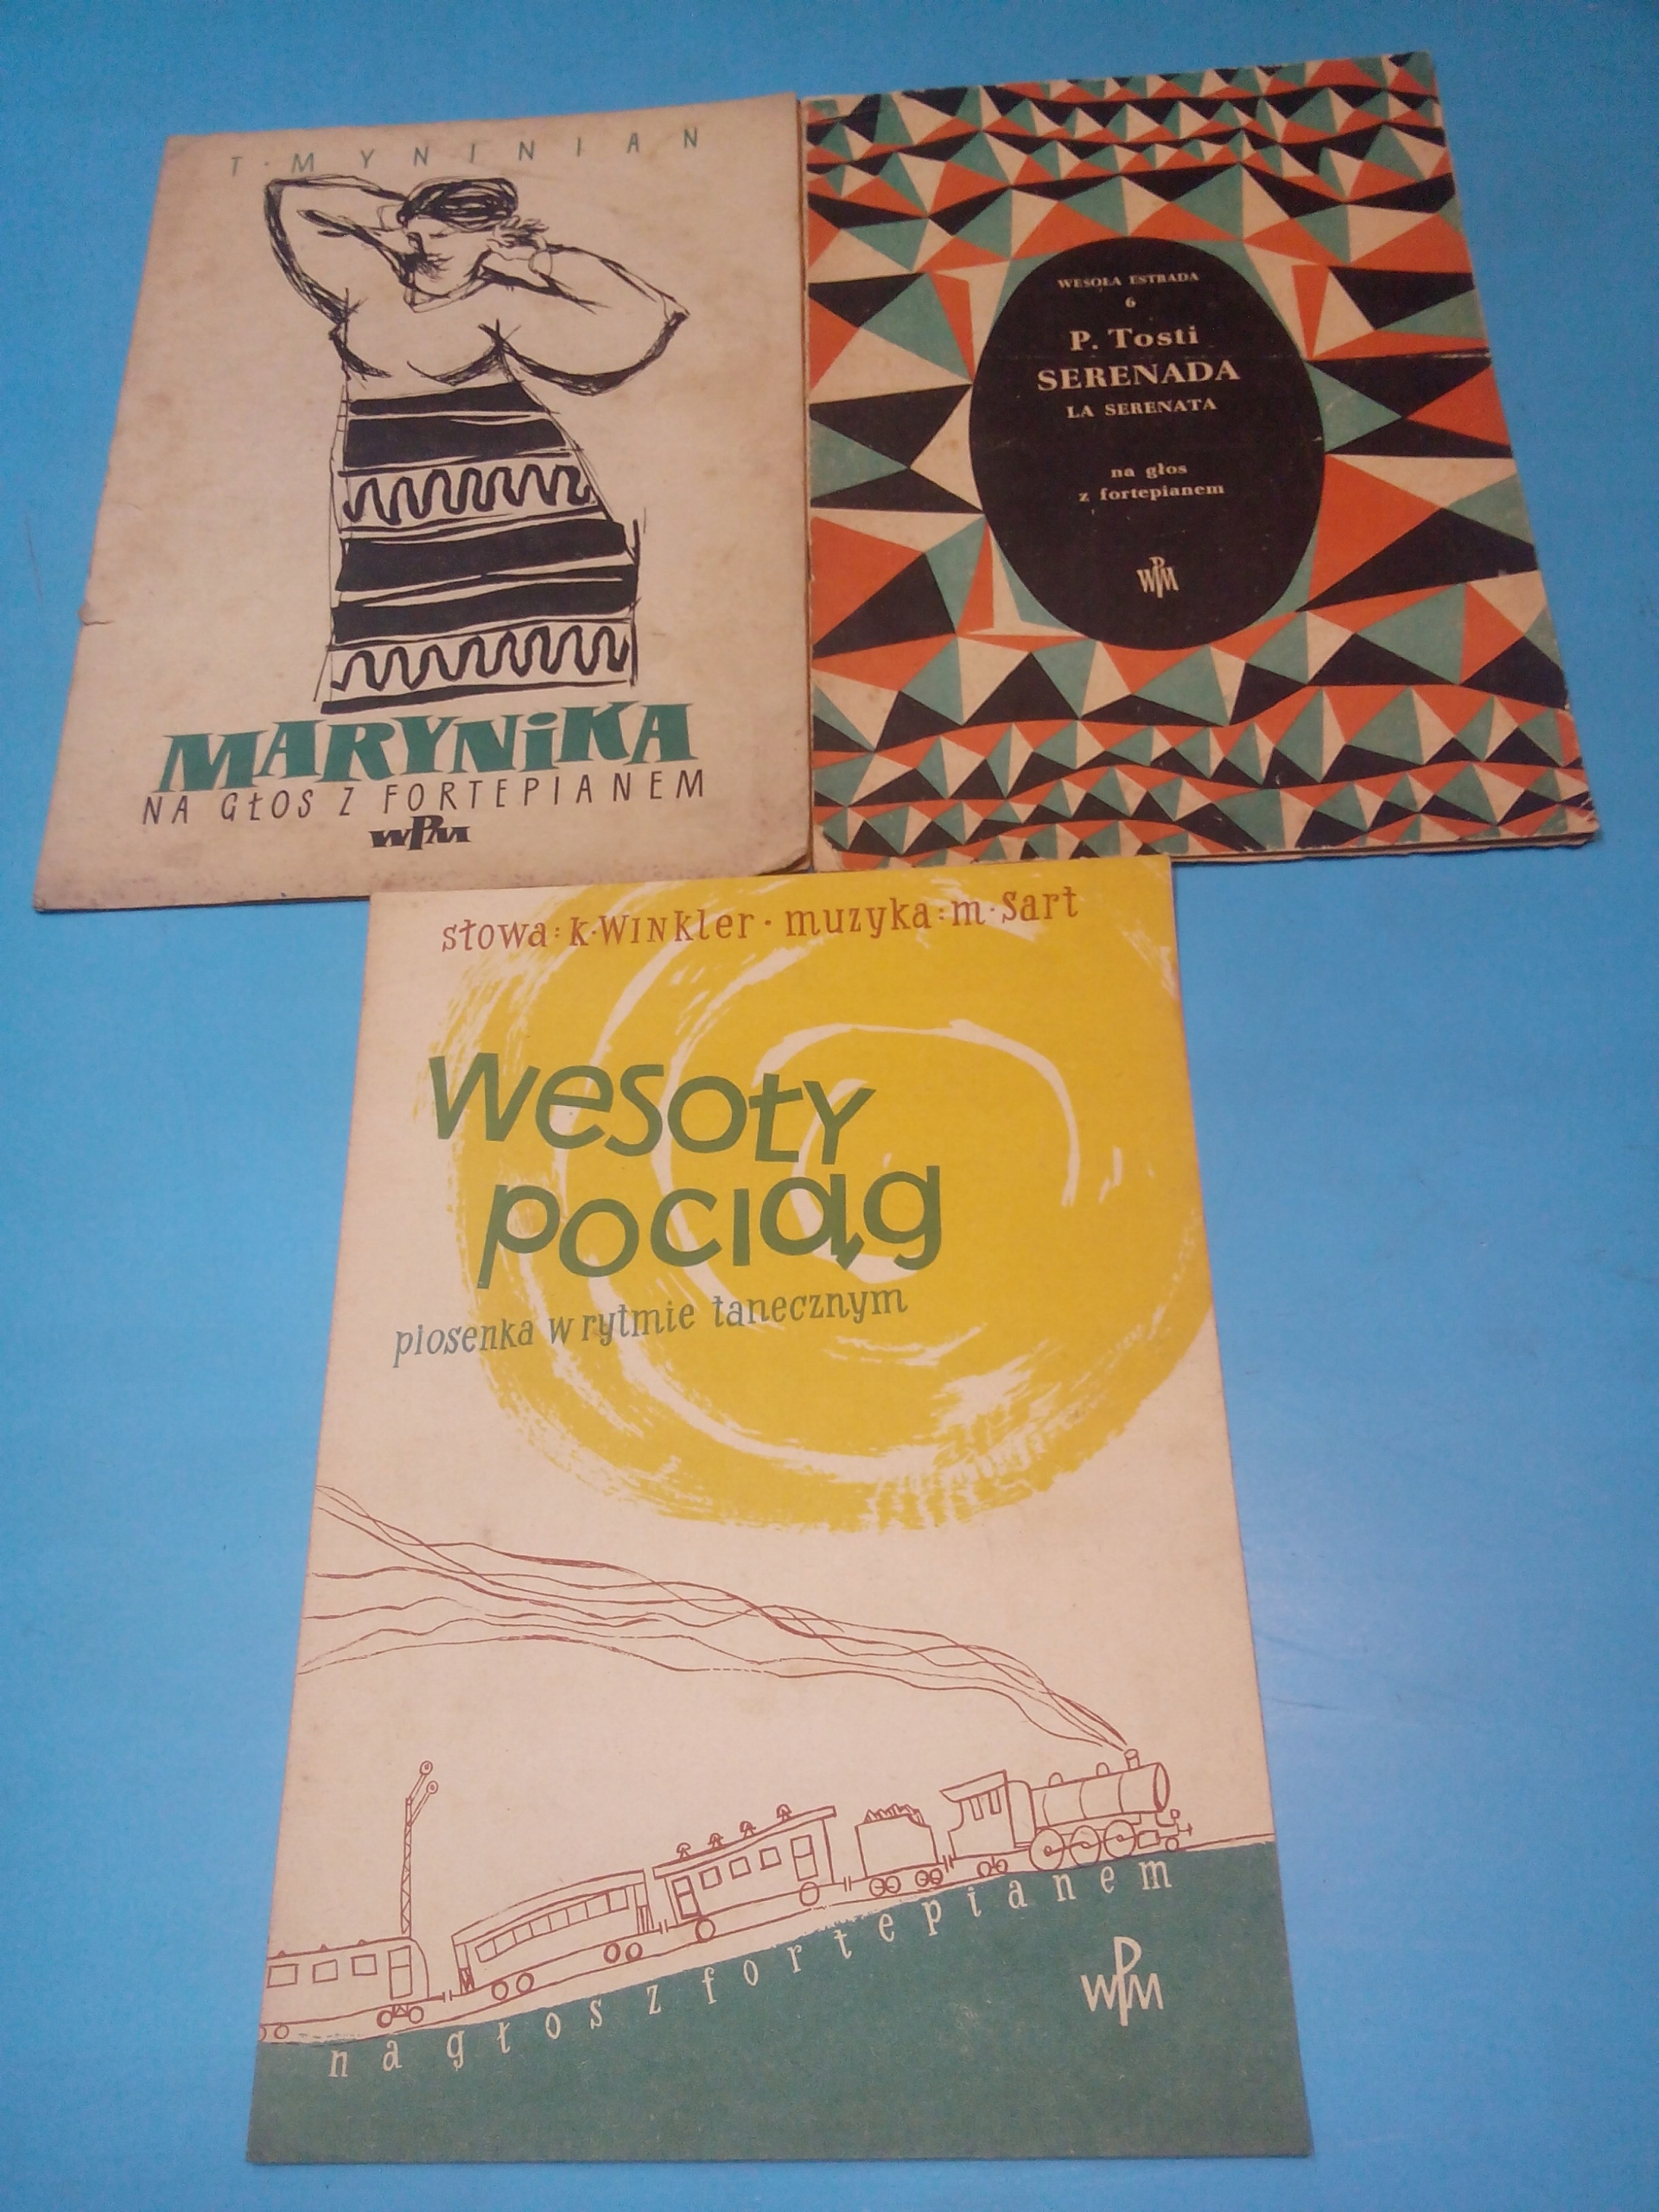 T. MYNINIAN
MARYNiKA
NA GŁOS Z FORTEPIANEM
WPM
WESOŁA ESTRADA
6
P. Tosti
SERENADA
LA SERENATA
na głos
z fortepianem
WPM
słowa: k. WINkler · muzyka: m. Sart
wesoły
pociąg
piosenka w rytmie tanecznym
na głos z fortepianem
WPM